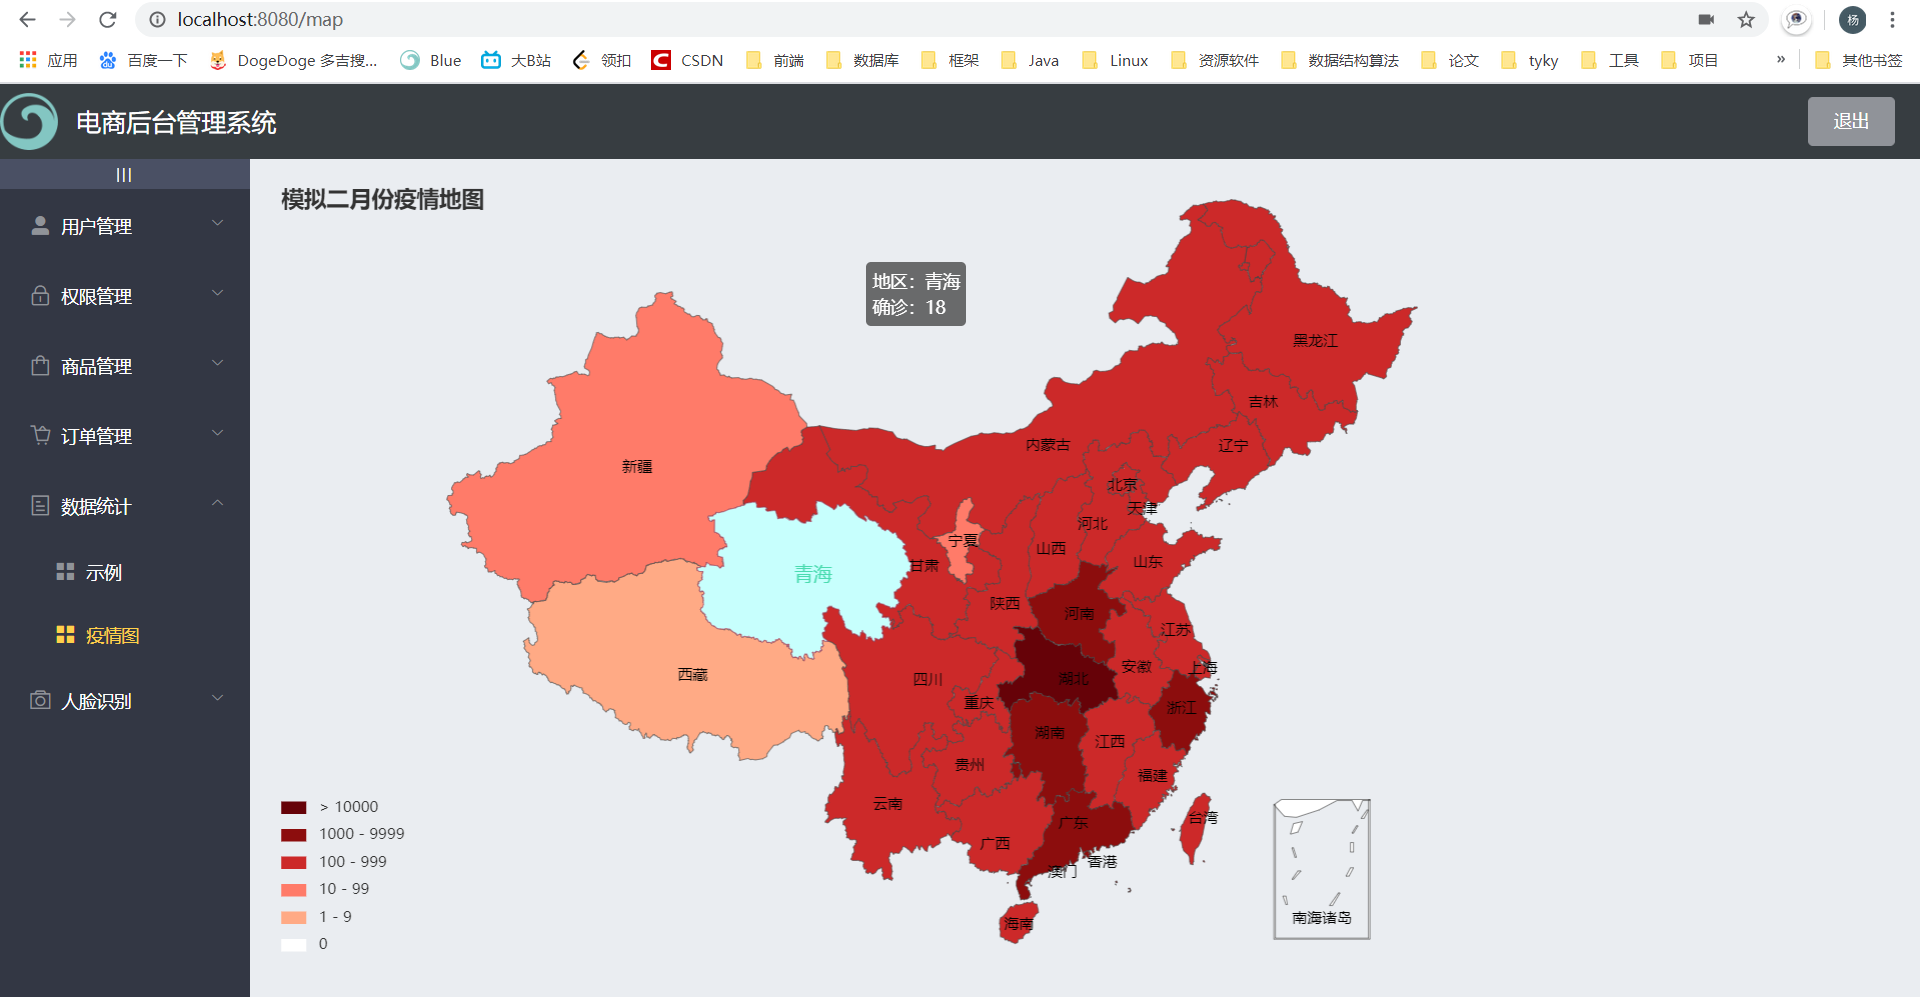 localhost:8080/map
杨
应用 百度一下 DogeDoge 多吉搜... Blue 大B站 领扣 CSDN 前端 数据库 框架 Java Linux 资源软件 数据结构算法 论文 tyky 工具 项目 » 其他书签
电商后台管理系统
退出
用户管理
权限管理
商品管理
订单管理
数据统计
示例
疫情图
人脸识别
模拟二月份疫情地图
地区：青海
确诊：18
黑龙江
吉林
辽宁
内蒙古
新疆
北京
天津
河北
宁夏
山西
山东
甘肃
青海
陕西
河南
江苏
上海
安徽
西藏
四川
湖北
重庆
浙江
湖南
江西
贵州
福建
云南
台湾
广东
广西
香港
澳门
海南
南海诸岛
> 10000
1000 - 9999
100 - 999
10 - 99
1 - 9
0